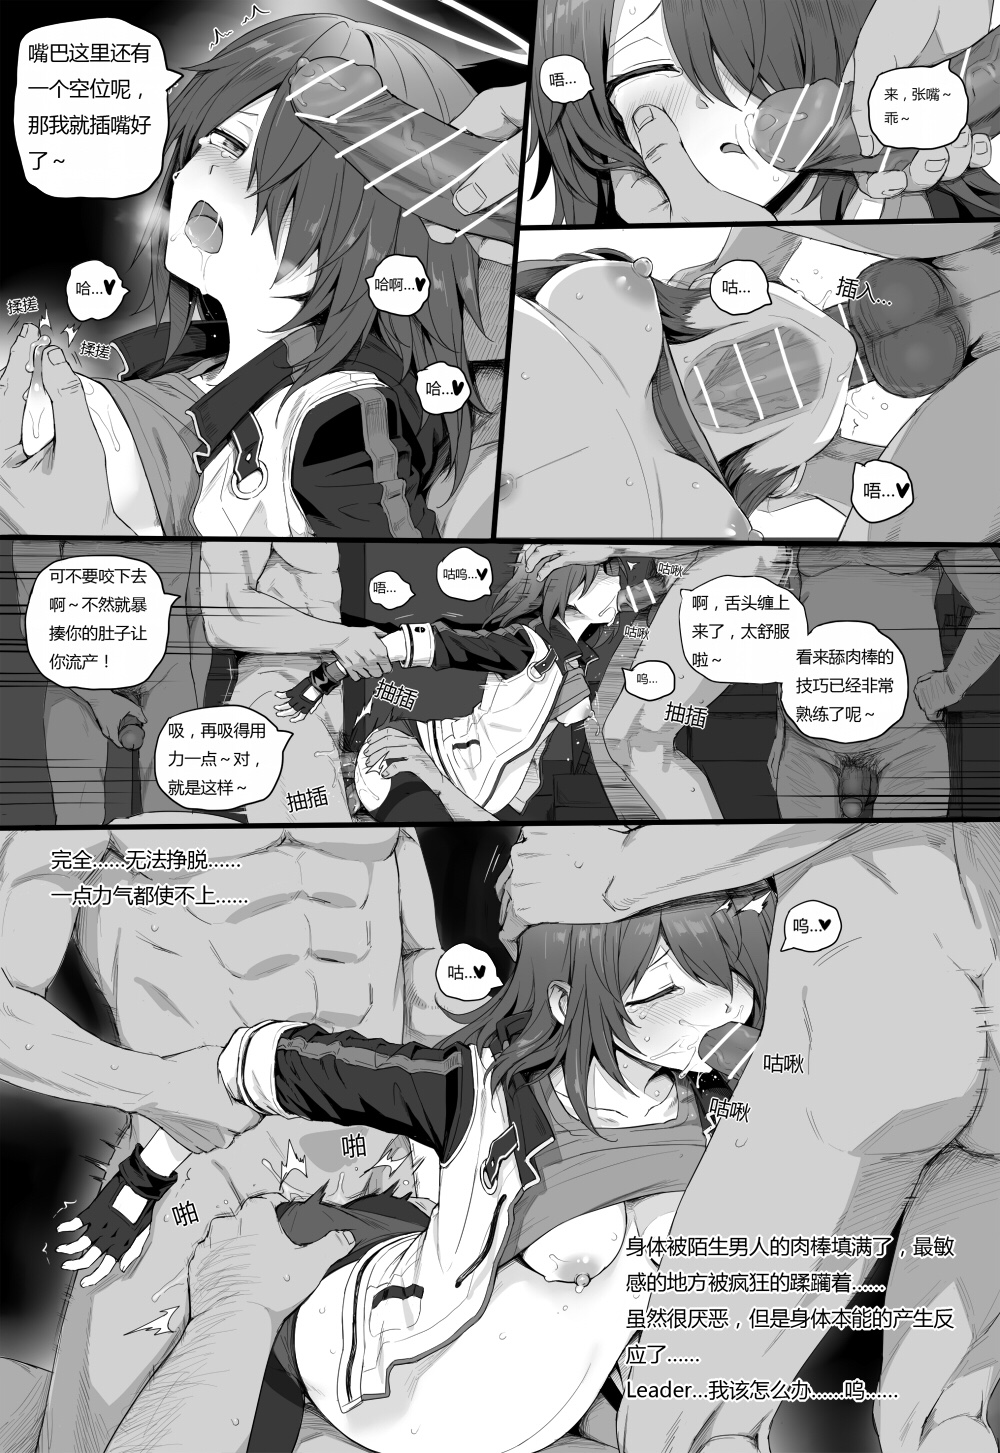 嘴巴这里还有
一个空位呢，
那我就插嘴好
了～
哈…♥
哈啊…♥
哈…♥
揉搓
揉搓
唔…
来，张嘴～
乖～
咕…
插入…
唔…♥
可不要咬下去
啊～不然就暴
揍你的肚子让
你流产！
唔…
咕呜…♥
咕啾
咕啾
呜…
啊，舌头缠上
来了，太舒服
啦～
看来舔肉棒的
技巧已经非常
熟练了呢～
吸，再吸得用
力一点～对，
就是这样～
抽插
抽插
抽插
完全……无法挣脱……
一点力气都使不上……
咕…♥
呜…♥
咕啾
咕啾
啪
啪
身体被陌生男人的肉棒填满了，最敏
感的地方被疯狂的蹂躏着……
虽然很厌恶，但是身体本能的产生反
应了……
Leader…我该怎么办……呜……